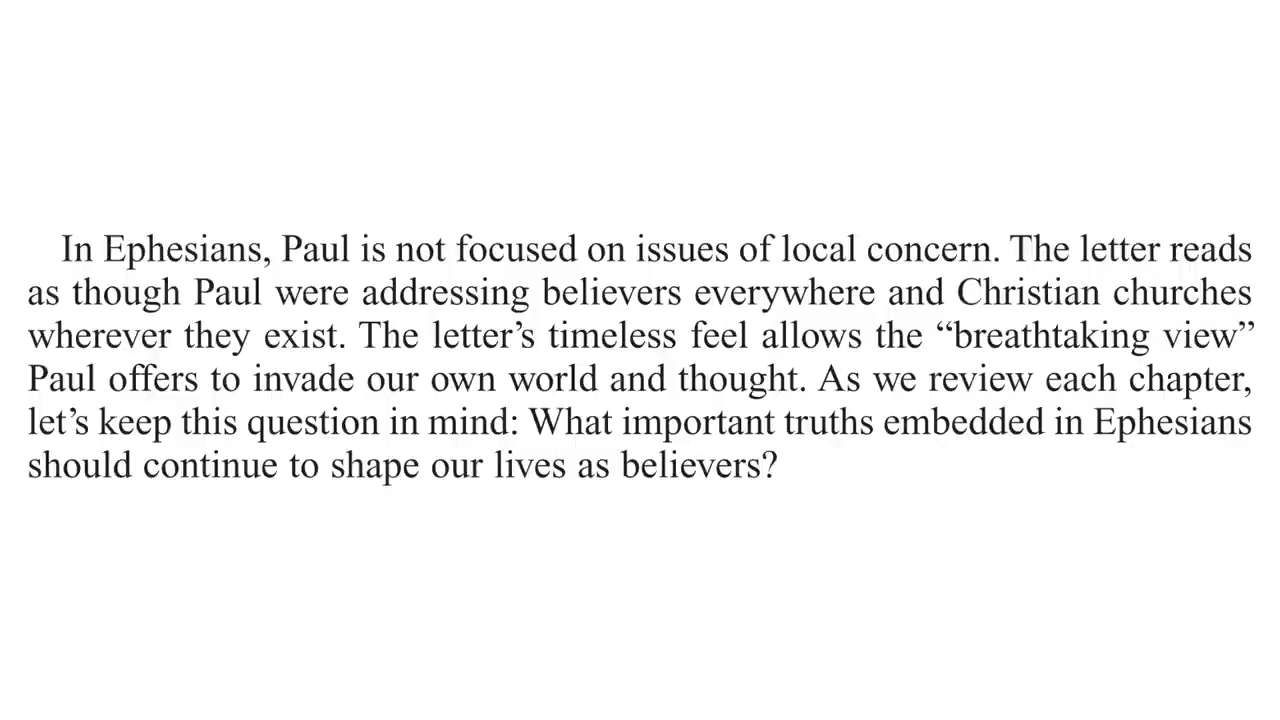 In Ephesians, Paul is not focused on issues of local concern. The letter reads
as though Paul were addressing believers everywhere and Christian churches
wherever they exist. The letter’s timeless feel allows the “breathtaking view”
Paul offers to invade our own world and thought. As we review each chapter,
let’s keep this question in mind: What important truths embedded in Ephesians
should continue to shape our lives as believers?